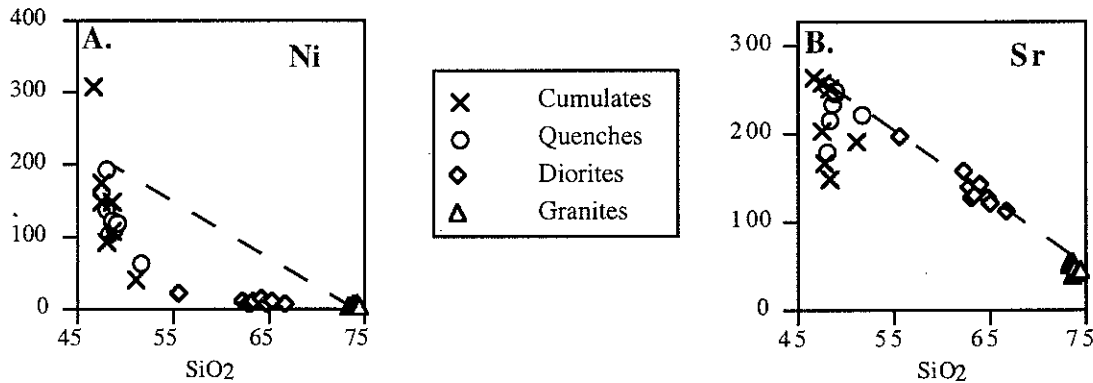 A.
Ni
400
300
200
100
0
45 55 65 75
SiO2
Cumulates
Quenches
Diorites
Granites
B.
Sr
300
200
100
0
45 55 65 75
SiO2